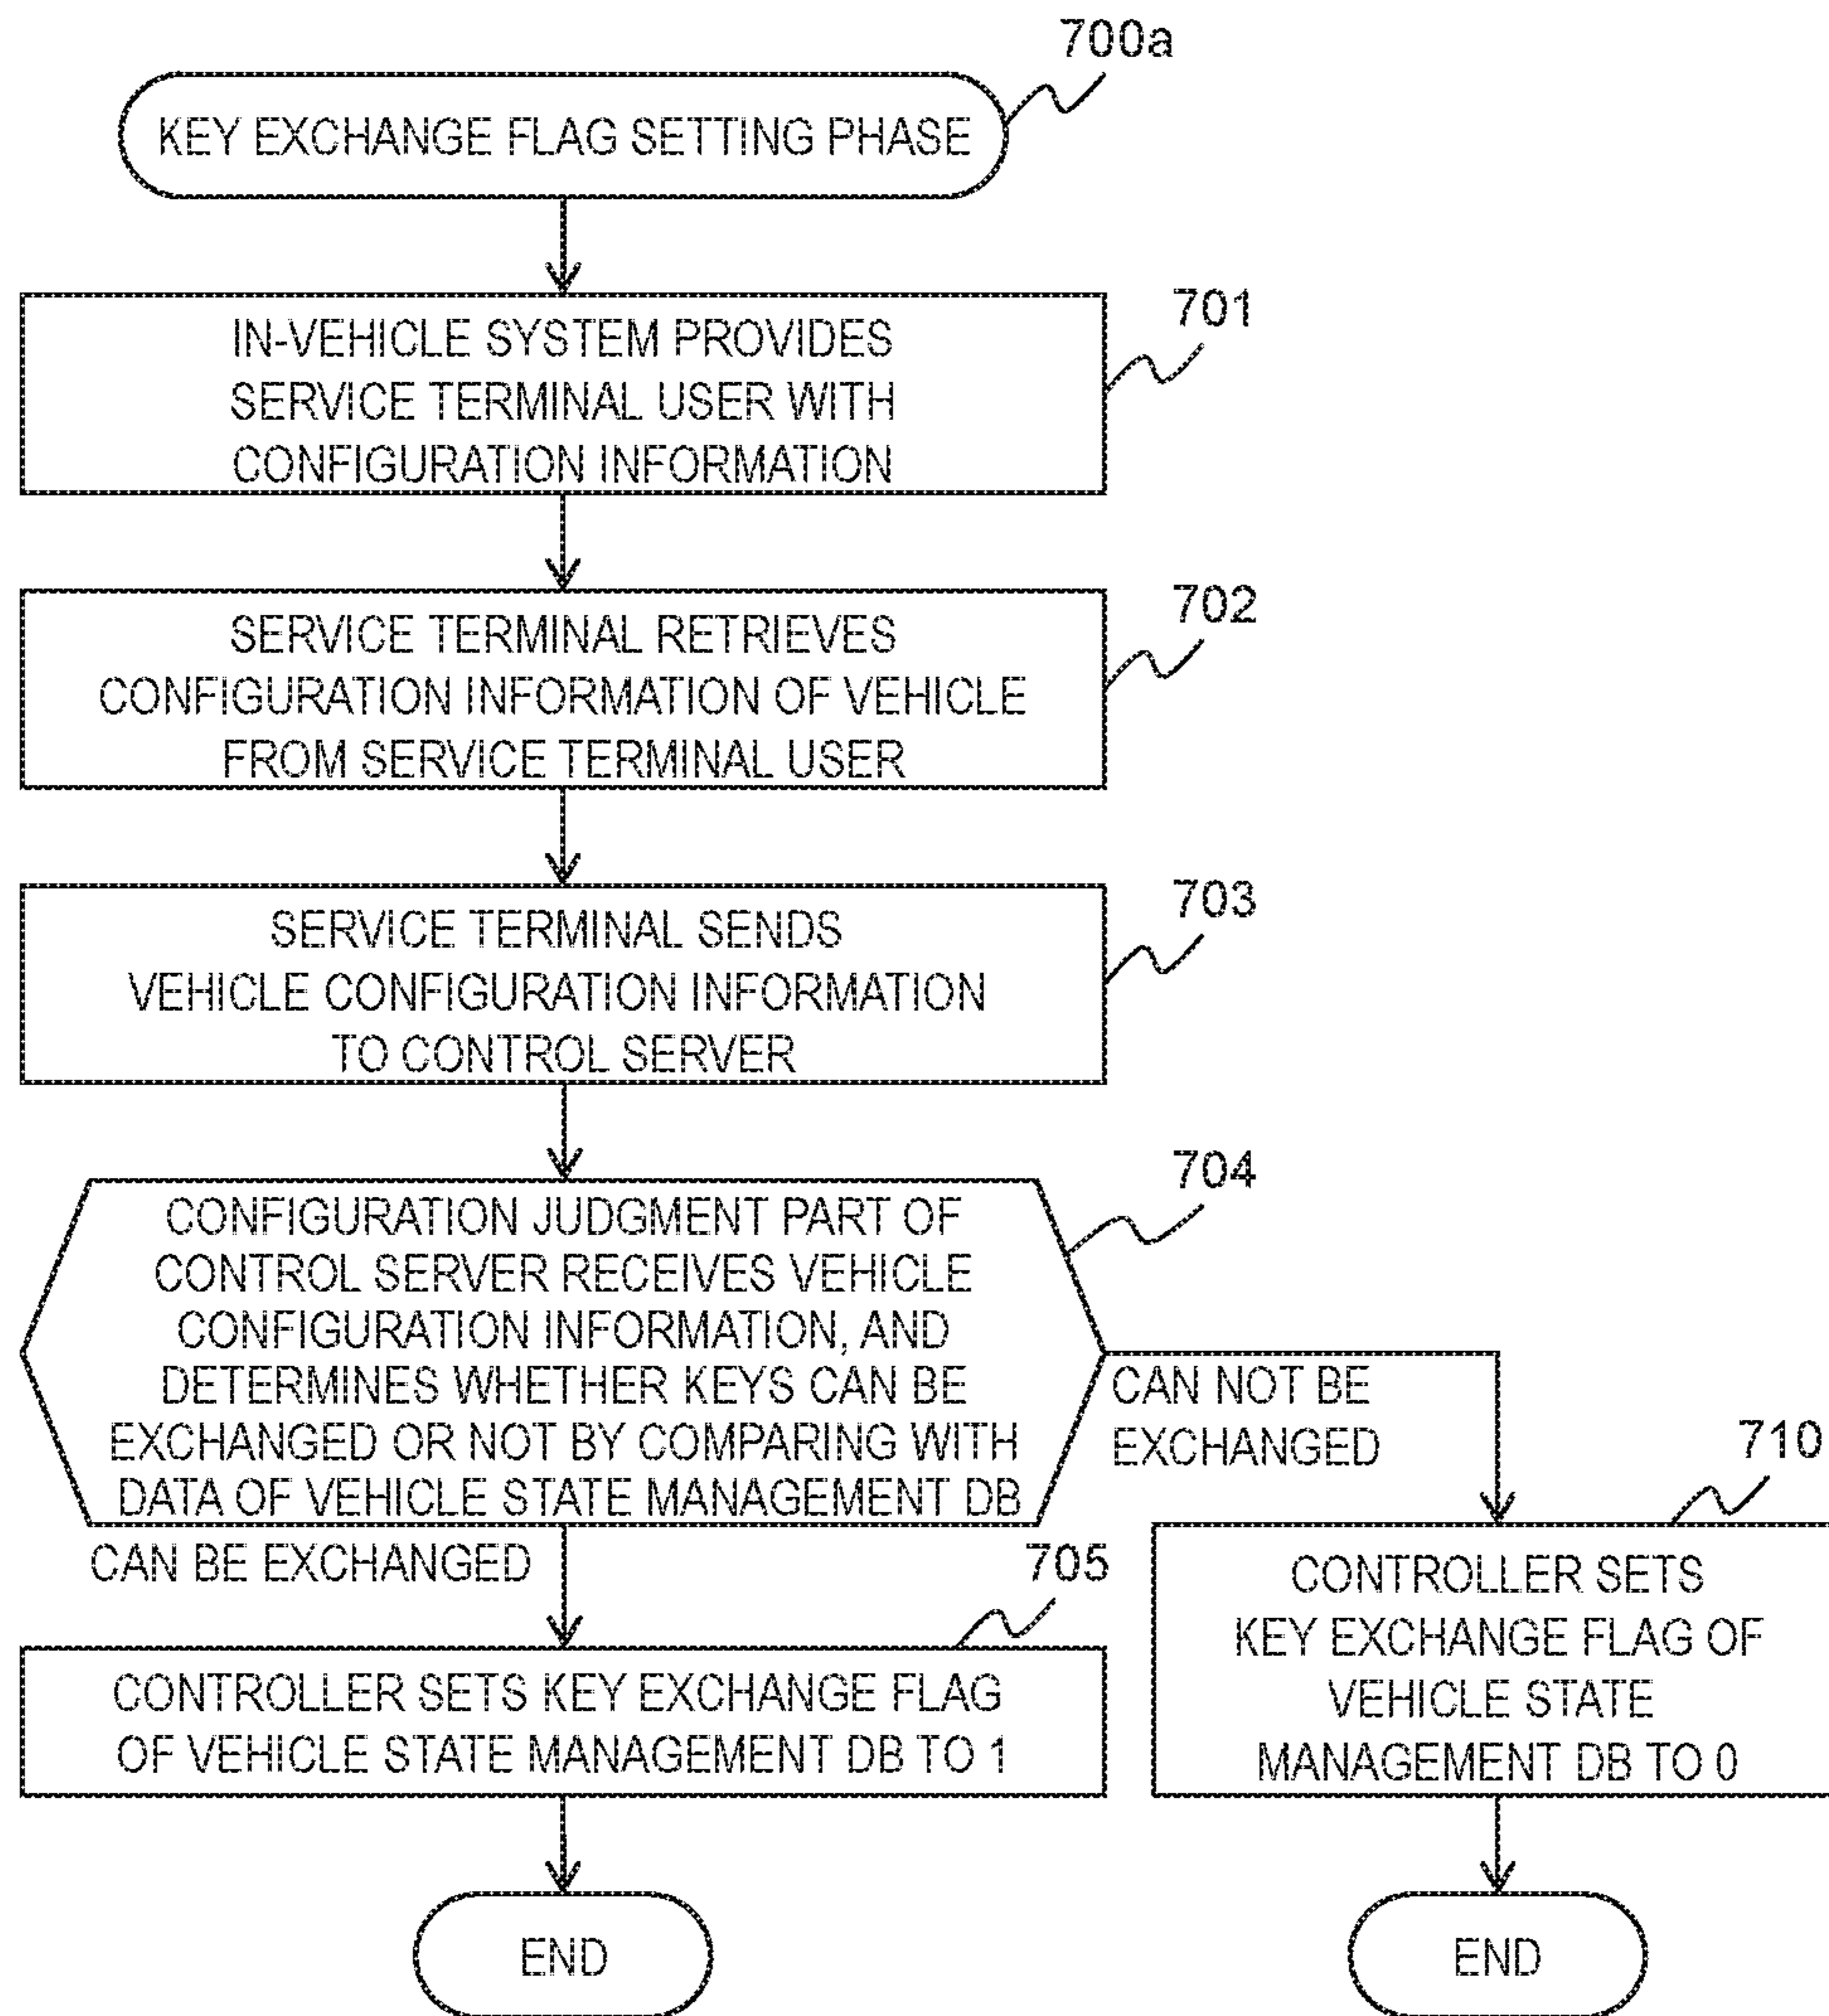 700a
KEY EXCHANGE FLAG SETTING PHASE
701
IN-VEHICLE SYSTEM PROVIDES
SERVICE TERMINAL USER WITH
CONFIGURATION INFORMATION
702
SERVICE TERMINAL RETRIEVES
CONFIGURATION INFORMATION OF VEHICLE
FROM SERVICE TERMINAL USER
703
SERVICE TERMINAL SENDS
VEHICLE CONFIGURATION INFORMATION
TO CONTROL SERVER
704
CONFIGURATION JUDGMENT PART OF
CONTROL SERVER RECEIVES VEHICLE
CONFIGURATION INFORMATION, AND
DETERMINES WHETHER KEYS CAN BE
EXCHANGED OR NOT BY COMPARING WITH
DATA OF VEHICLE STATE MANAGEMENT DB
CAN NOT BE
EXCHANGED
CAN BE EXCHANGED
705
CONTROLLER SETS KEY EXCHANGE FLAG
OF VEHICLE STATE MANAGEMENT DB TO 1
END
710
CONTROLLER SETS
KEY EXCHANGE FLAG OF
VEHICLE STATE
MANAGEMENT DB TO 0
END